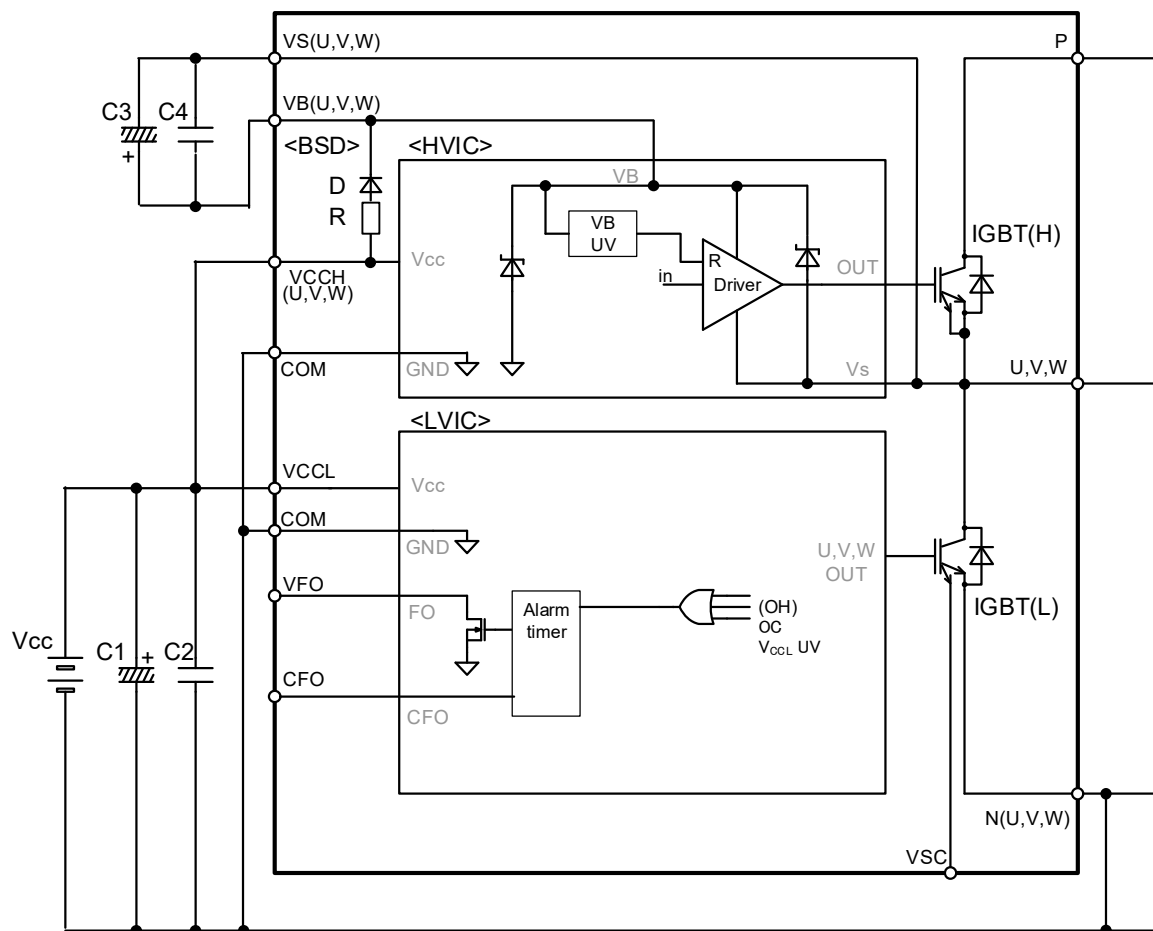 VS(U,V,W)
P
C3
C4
+
VB(U,V,W)
<BSD>
<HVIC>
D
R
VB
VB
UV
R
in
Driver
OUT
IGBT(H)
Vcc
VCCH
(U,V,W)
COM
GND
Vs
U,V,W
<LVIC>
VCCL
Vcc
COM
GND
U,V,W
OUT
VFO
FO
Alarm
timer
(OH)
OC
VCCL UV
IGBT(L)
Vcc
C1
+
C2
CFO
CFO
N(U,V,W)
VSC